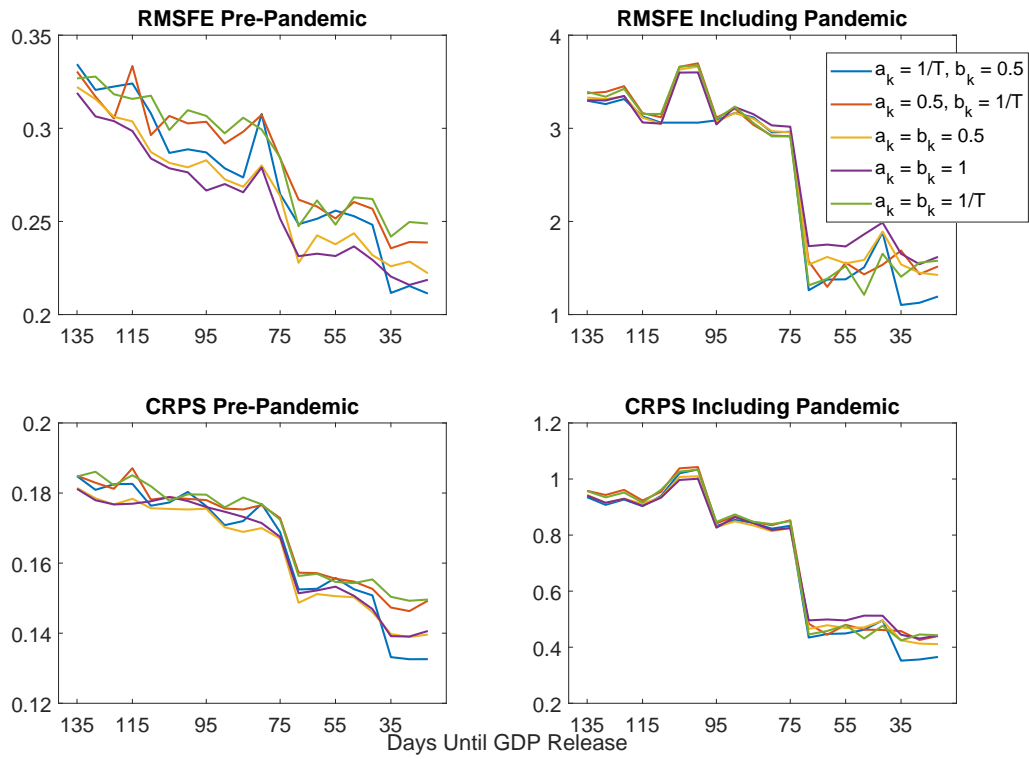 RMSFE Pre-Pandemic
0.35
0.3
0.25
0.2
135 115 95 75 55 35
RMSFE Including Pandemic
4
3
2
1
135 115 95 75 55 35
a_k = 1/T, b_k = 0.5
a_k = 0.5, b_k = 1/T
a_k = b_k = 0.5
a_k = b_k = 1
a_k = b_k = 1/T
CRPS Pre-Pandemic
0.2
0.18
0.16
0.14
0.12
135 115 95 75 55 35
CRPS Including Pandemic
1.2
1
0.8
0.6
0.4
0.2
135 115 95 75 55 35
Days Until GDP Release